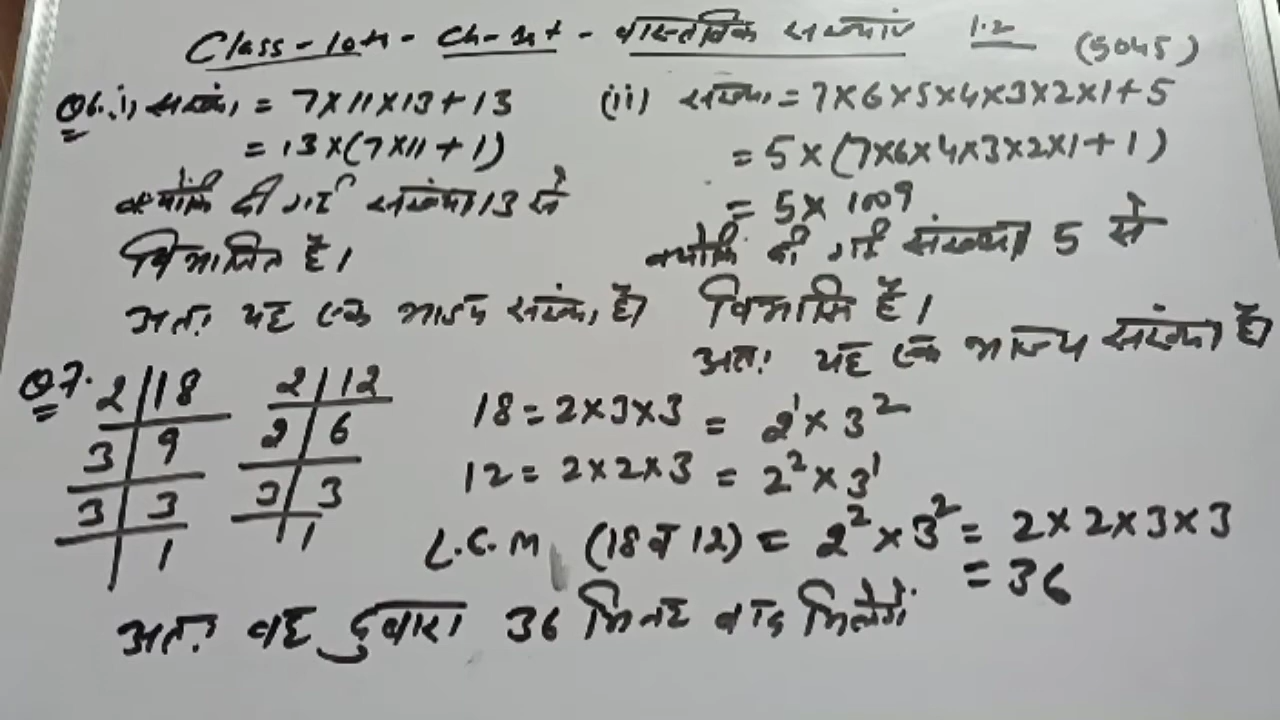 Class-10th - Ch-1st - वास्तविक संख्याएं 1.2 (5045)
Q6. i) संख्या = 7×11×13+13
= 13×(7×11+1)
क्योंकि दी गई संख्या 13 से
विभाजित है।
अतः यह एक भाज्य संख्या है।
(ii) संख्या = 7×6×5×4×3×2×1+5
= 5×(7×6×4×3×2×1+1)
= 5×1009
क्योंकि दी गई संख्या 5 से
विभाजि है।
अतः यह एक भाज्य संख्या है।
Q7. 2 | 18
3 | 9
3 | 3
1
2 | 12
2 | 6
3 | 3
1
18 = 2×3×3 = 2¹×3²
12 = 2×2×3 = 2²×3¹
L.C.M (18 व 12) = 2²×3² = 2×2×3×3
= 36
अतः वह दुबारा 36 मिनट बाद मिलेंगे